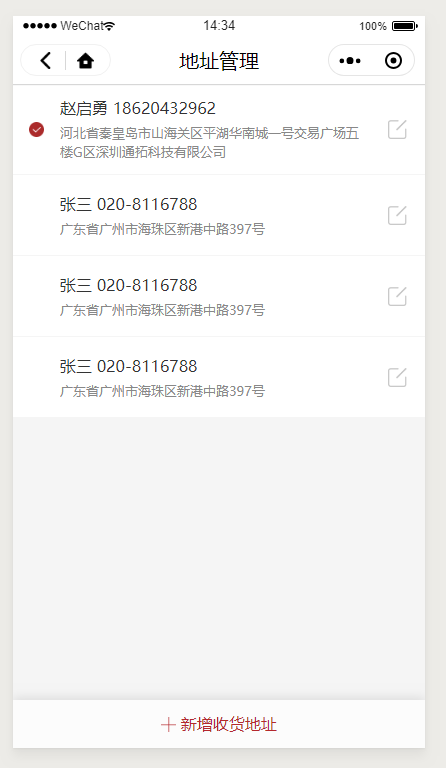 WeChat 14:34 100%
地址管理
赵启勇 18620432962
河北省秦皇岛市山海关区平湖华南城一号交易广场五
楼G区深圳通拓科技有限公司
张三 020-8116788
广东省广州市海珠区新港中路397号
张三 020-8116788
广东省广州市海珠区新港中路397号
张三 020-8116788
广东省广州市海珠区新港中路397号
新增收货地址